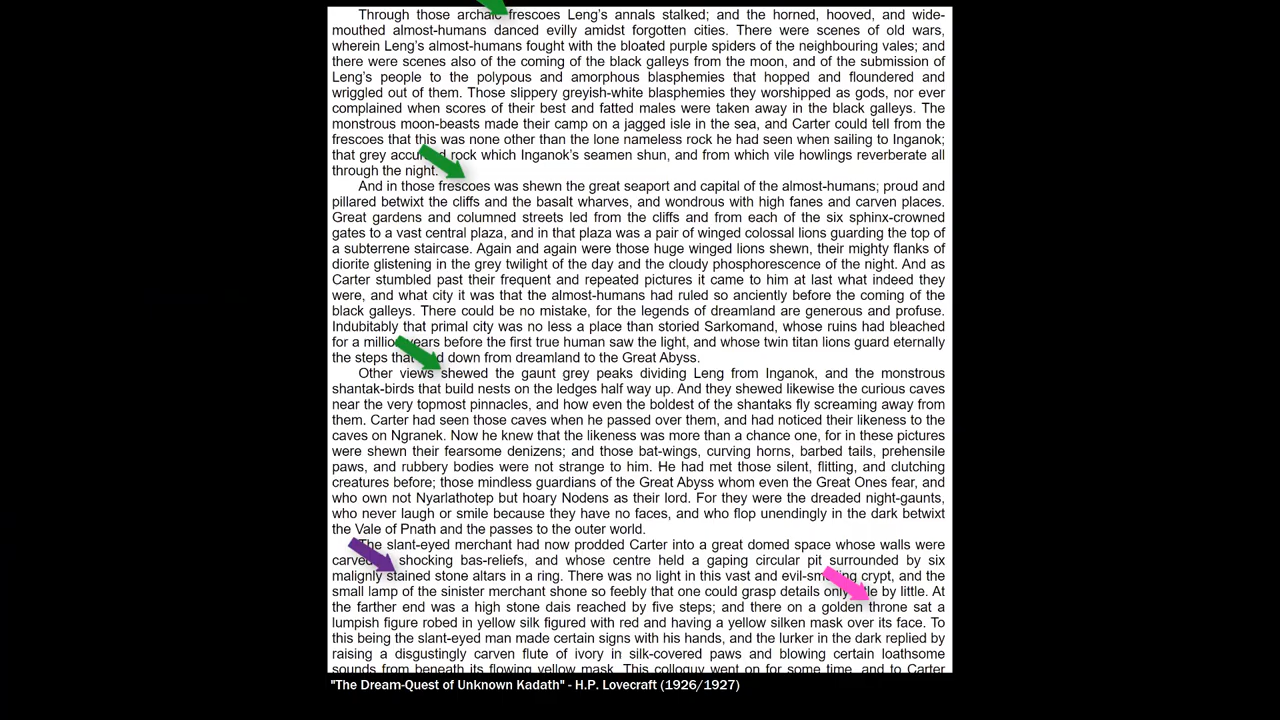 Through those archaic frescoes Leng's annals stalked; and the horned, hooved, and wide-
mouthed almost-humans danced evilly amidst forgotten cities. There were scenes of old wars,
wherein Leng's almost-humans fought with the bloated purple spiders of the neighbouring vales; and
there were scenes also of the coming of the black galleys from the moon, and of the submission of
Leng's people to the polypous and amorphous blasphemies that hopped and floundered and
wriggled out of them. Those slippery greyish-white blasphemies they worshipped as gods, nor ever
complained when scores of their best and fatted males were taken away in the black galleys. The
monstrous moon-beasts made their camp on a jagged isle in the sea, and Carter could tell from the
frescoes that this was none other than the lone nameless rock he had seen when sailing to Inganok;
that grey rock which Inganok's seamen shun, and from which vile howlings reverberate all
through the night.
And in those frescoes was shewn the great seaport and capital of the almost-humans; proud and
pillared betwixt the cliffs and the basalt wharves, and wondrous with high fanes and carven places.
Great gardens and columned streets led from the cliffs and from each of the six sphinx-crowned
gates to a vast central plaza, and in that plaza was a pair of winged colossal lions guarding the top of
a subterrene staircase. Again and again were those huge winged lions shewn, their mighty flanks of
diorite glistening in the grey twilight of the day and the cloudy phosphorescence of the night. And as
Carter stumbled past their frequent and repeated pictures it came to him at last what indeed they
were, and what city it was that the almost-humans had ruled so anciently before the coming of the
black galleys. There could be no mistake, for the legends of dreamland are generous and profuse.
Indubitably that primal city was no less a place than storied Sarkomand, whose ruins had bleached
for a million years before the first true human saw the light, and whose twin titan lions guard eternally
the steps that down from dreamland to the Great Abyss.
Other views shewed the gaunt grey peaks dividing Leng from Inganok, and the monstrous
shantak-birds that build nests on the ledges half way up. And they shewed likewise the curious caves
near the very topmost pinnacles, and how even the boldest of the shantaks fly screaming away from
them. Carter had seen those caves when he passed over them, and had noticed their likeness to the
caves on Ngranek. Now he knew that the likeness was more than a chance one, for in these pictures
were shewn their fearsome denizens; and those bat-wings, curving horns, barbed tails, prehensile
paws, and rubbery bodies were not strange to him. He had met those silent, flitting, and clutching
creatures before; those mindless guardians of the Great Abyss whom even the Great Ones fear, and
who own not Nyarlathotep but hoary Nodens as their lord. For they were the dreaded night-gaunts,
who never laugh or smile because they have no faces, and who flop unendingly in the dark betwixt
the Vale of Pnath and the passes to the outer world.
The slant-eyed merchant had now prodded Carter into a great domed space whose walls were
carved shocking bas-reliefs, and whose centre held a gaping circular pit surrounded by six
malignly stained stone altars in a ring. There was no light in this vast and evil-smelling crypt, and the
small lamp of the sinister merchant shone so feebly that one could grasp details only by little. At
the farther end was a high stone dais reached by five steps; and there on a golden throne sat a
lumpish figure robed in yellow silk figured with red and having a yellow silken mask over its face. To
this being the slant-eyed man made certain signs with his hands, and the lurker in the dark replied by
raising a disgustingly carven flute of ivory in silk-covered paws and blowing certain loathsome
sounds from beneath its flowing yellow mask. This colloquy went on for some time, and to Carter
"The Dream-Quest of Unknown Kadath" - H.P. Lovecraft (1926/1927)